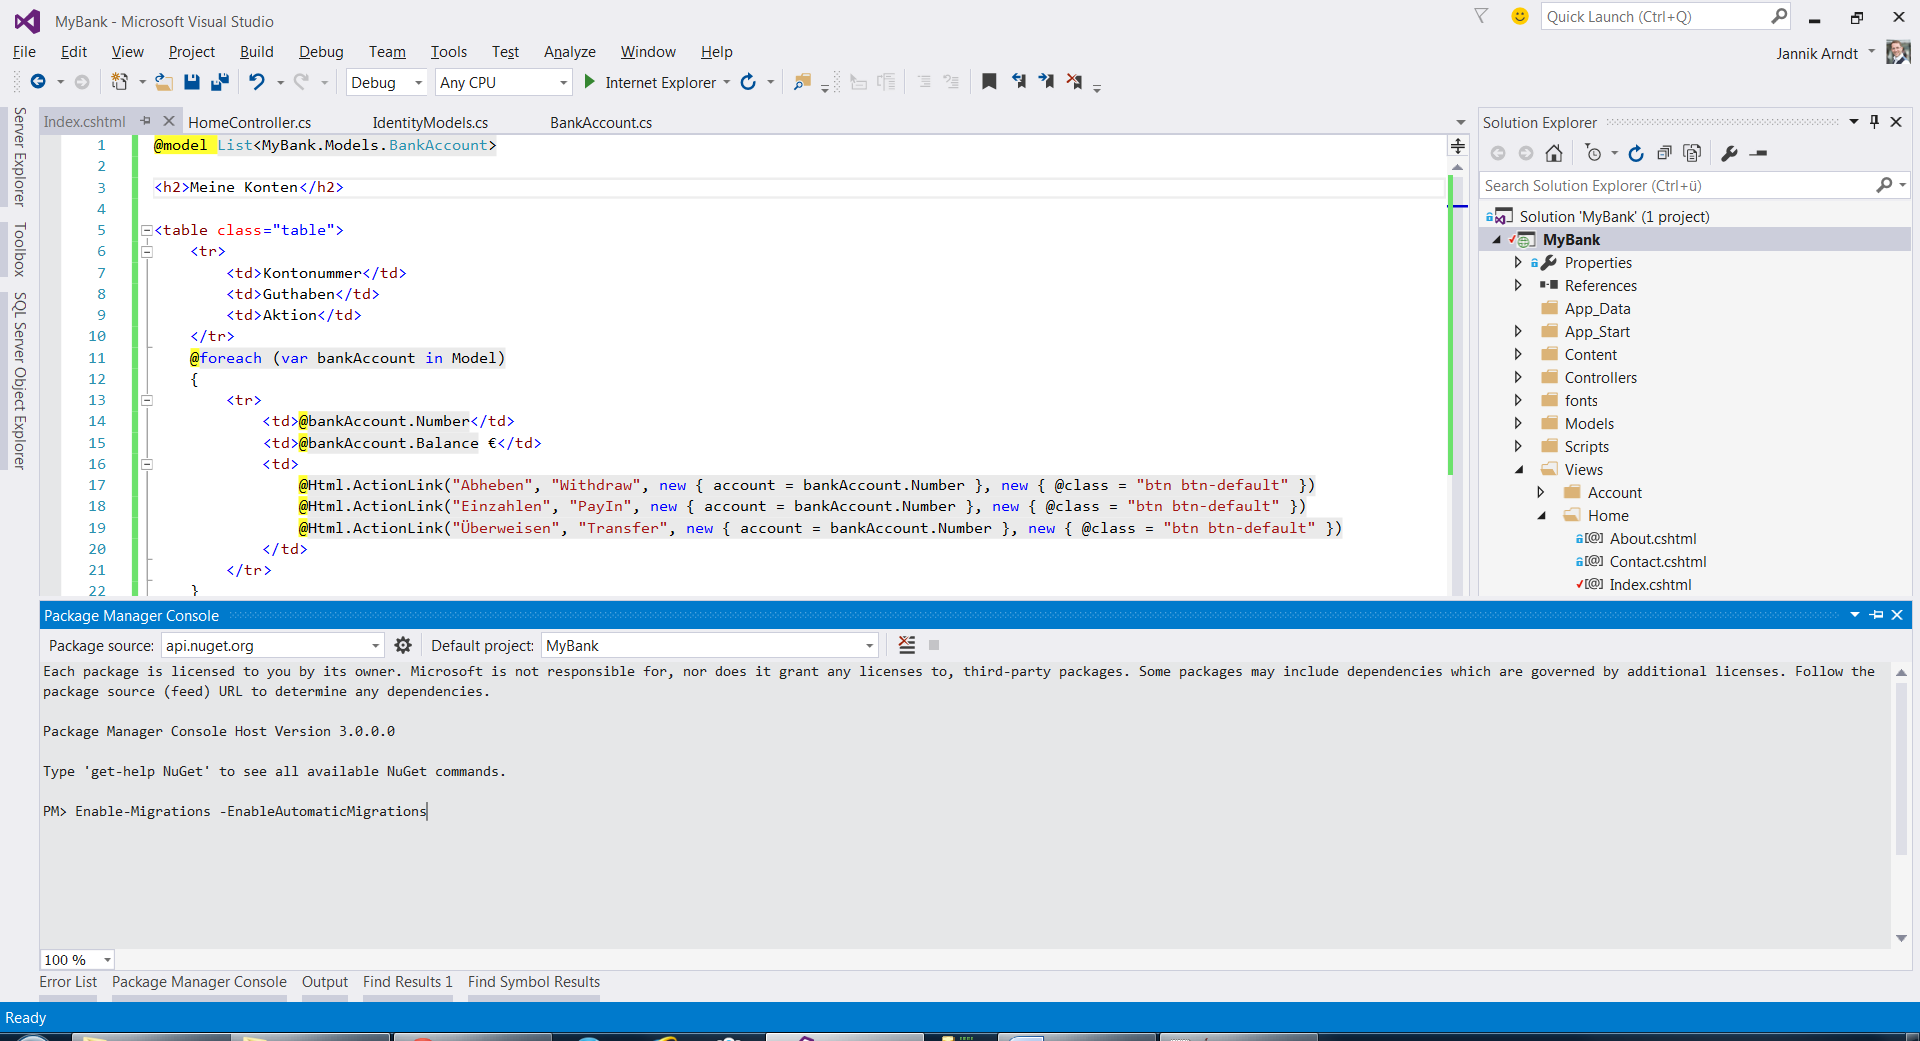 MyBank - Microsoft Visual Studio
Quick Launch (Ctrl+Q)
File Edit View Project Build Debug Team Tools Test Analyze Window Help
Jannik Arndt
Debug Any CPU Internet Explorer
Server Explorer
Toolbox
SQL Server Object Explorer
Index.cshtml HomeController.cs IdentityModels.cs BankAccount.cs
1 @model List<MyBank.Models.BankAccount>
2
3 <h2>Meine Konten</h2>
4
5 <table class="table">
6 <tr>
7 <td>Kontonummer</td>
8 <td>Guthaben</td>
9 <td>Aktion</td>
10 </tr>
11 @foreach (var bankAccount in Model)
12 {
13 <tr>
14 <td>@bankAccount.Number</td>
15 <td>@bankAccount.Balance €</td>
16 <td>
17 @Html.ActionLink("Abheben", "Withdraw", new { account = bankAccount.Number }, new { @class = "btn btn-default" })
18 @Html.ActionLink("Einzahlen", "PayIn", new { account = bankAccount.Number }, new { @class = "btn btn-default" })
19 @Html.ActionLink("Überweisen", "Transfer", new { account = bankAccount.Number }, new { @class = "btn btn-default" })
20 </td>
21 </tr>
22 }
Solution Explorer
Search Solution Explorer (Ctrl+ü)
Solution 'MyBank' (1 project)
MyBank
Properties
References
App_Data
App_Start
Content
Controllers
fonts
Models
Scripts
Views
Account
Home
About.cshtml
Contact.cshtml
Index.cshtml
Package Manager Console
Package source: api.nuget.org Default project: MyBank
Each package is licensed to you by its owner. Microsoft is not responsible for, nor does it grant any licenses to, third-party packages. Some packages may include dependencies which are governed by additional licenses. Follow the
package source (feed) URL to determine any dependencies.
Package Manager Console Host Version 3.0.0.0
Type 'get-help NuGet' to see all available NuGet commands.
PM> Enable-Migrations -EnableAutomaticMigrations
100 %
Error List Package Manager Console Output Find Results 1 Find Symbol Results
Ready